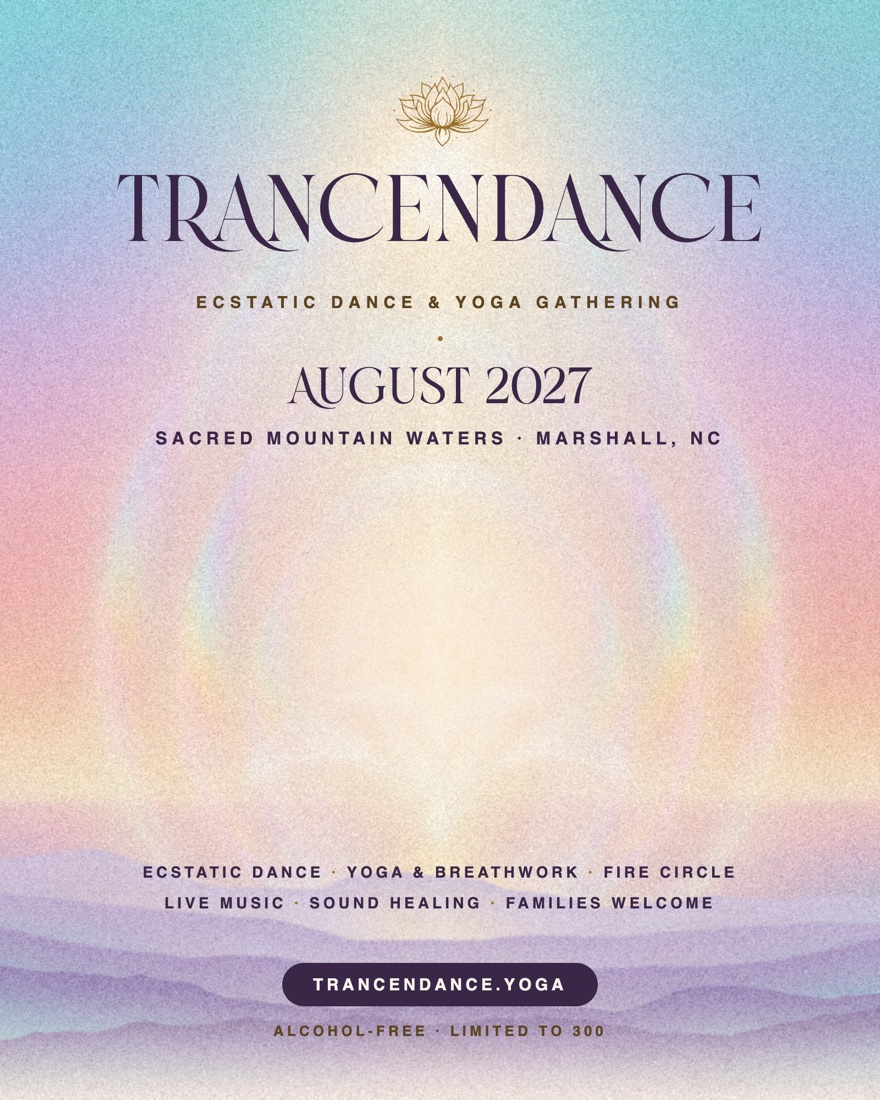 TRANCENDANCE
ECSTATIC DANCE & YOGA GATHERING
AUGUST 2027
SACRED MOUNTAIN WATERS · MARSHALL, NC
ECSTATIC DANCE · YOGA & BREATHWORK · FIRE CIRCLE
LIVE MUSIC · SOUND HEALING · FAMILIES WELCOME
TRANCENDANCE.YOGA
ALCOHOL-FREE · LIMITED TO 300